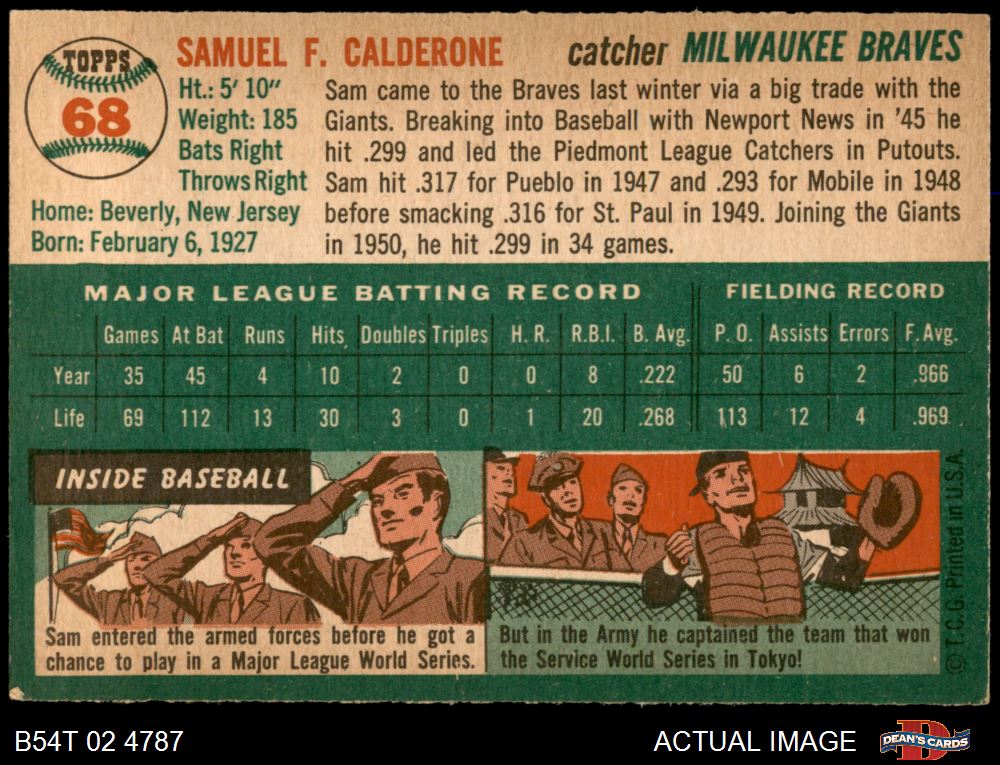 TOPPS
68
SAMUEL F. CALDERONE catcher MILWAUKEE BRAVES
Ht.: 5' 10"
Weight: 185
Bats Right
Throws Right
Home: Beverly, New Jersey
Born: February 6, 1927
Sam came to the Braves last winter via a big trade with the
Giants. Breaking into Baseball with Newport News in '45 he
hit .299 and led the Piedmont League Catchers in Putouts.
Sam hit .317 for Pueblo in 1947 and .293 for Mobile in 1948
before smacking .316 for St. Paul in 1949. Joining the Giants
in 1950, he hit .299 in 34 games.
MAJOR LEAGUE BATTING RECORD FIELDING RECORD
Games At Bat Runs Hits Doubles Triples H. R. R.B.I. B. Avg. P. O. Assists Errors F. Avg.
Year 35 45 4 10 2 0 0 8 .222 50 6 2 .966
Life 69 112 13 30 3 0 1 20 .268 113 12 4 .969
INSIDE BASEBALL
Sam entered the armed forces before he got a
chance to play in a Major League World Series.
But in the Army he captained the team that won
the Service World Series in Tokyo!
© T.C.G. Printed in U.S.A.
B54T 02 4787
ACTUAL IMAGE
DEAN'S CARDS